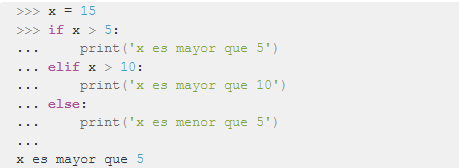 >>> x = 15
>>> if x > 5:
...     print('x es mayor que 5')
... elif x > 10:
...     print('x es mayor que 10')
... else:
...     print('x es menor que 5')
...
x es mayor que 5